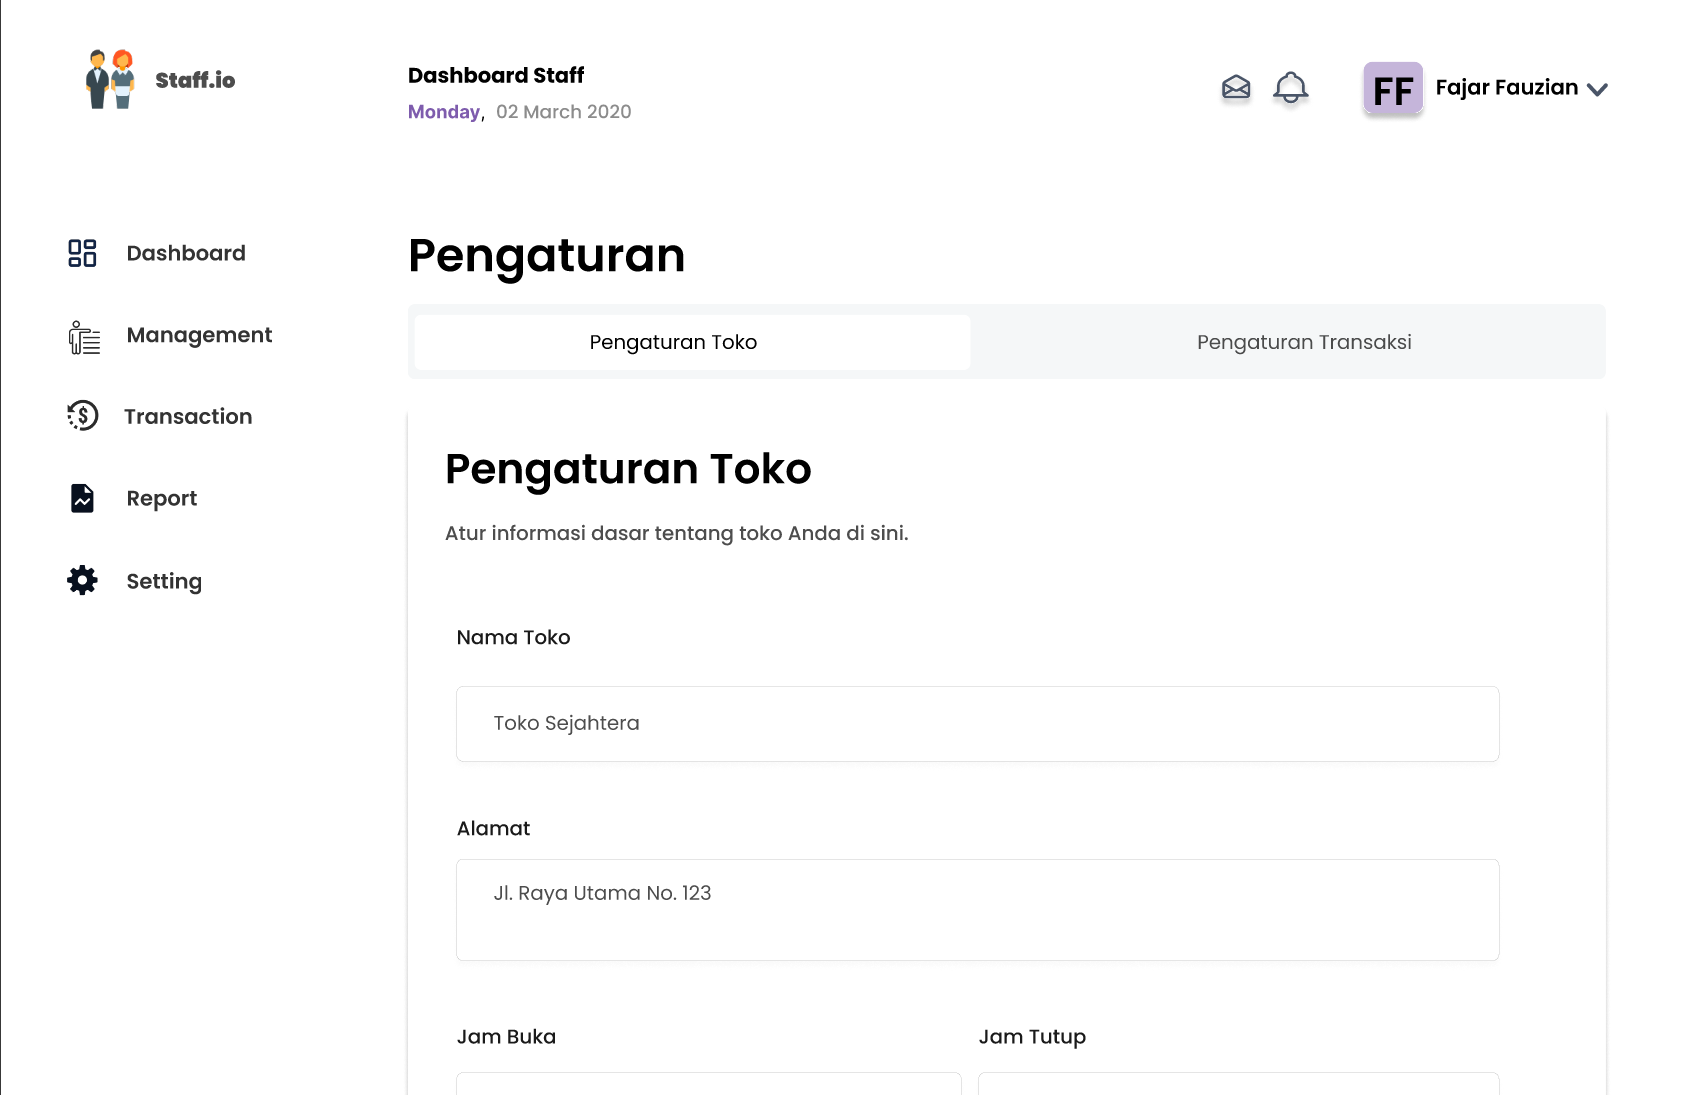 Staff.io
Dashboard Staff
Monday, 02 March 2020
FF
Fajar Fauzian
Dashboard
Management
Transaction
Report
Setting
Pengaturan
Pengaturan Toko
Pengaturan Transaksi
Pengaturan Toko
Atur informasi dasar tentang toko Anda di sini.
Nama Toko
Toko Sejahtera
Alamat
Jl. Raya Utama No. 123
Jam Buka
Jam Tutup